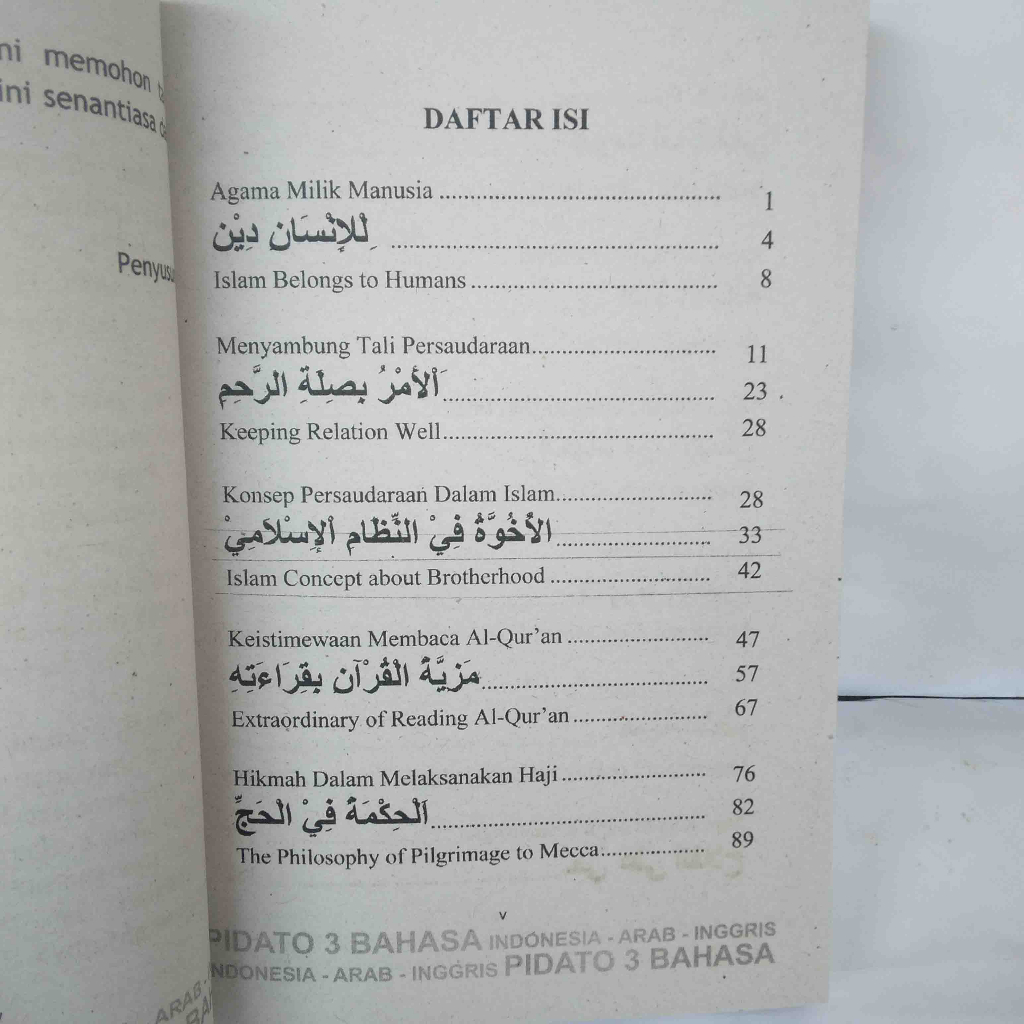 ni memohon
ini senantiasa
DAFTAR ISI
Agama Milik Manusia ........................................... 1
لِلْإِنْسَانِ دِيْن ........................................... 4
Islam Belongs to Humans ........................................... 8
Menyambung Tali Persaudaraan........................................... 11
اَلْأَمْرُ بِصِلَةِ الرَّحِمِ ........................................... 23
Keeping Relation Well........................................... 28
Konsep Persaudaraan Dalam Islam........................................... 28
الأُخُوَّةُ فِيْ النِّظَامِ الْإِسْلَامِيْ ........................................... 33
Islam Concept about Brotherhood ........................................... 42
Keistimewaan Membaca Al-Qur'an ........................................... 47
مَزِيَّةُ الْقُرْآنِ بِقِرَاءَتِهِ ........................................... 57
Extraordinary of Reading Al-Qur'an ........................................... 67
Hikmah Dalam Melaksanakan Haji ........................................... 76
اَلْحِكْمَةُ فِيْ الْحَجِّ ........................................... 82
The Philosophy of Pilgrimage to Mecca........................................... 89
v
PIDATO 3 BAHASA INDONESIA - ARAB - INGGRIS
INDONESIA - ARAB - INGGRIS PIDATO 3 BAHASA